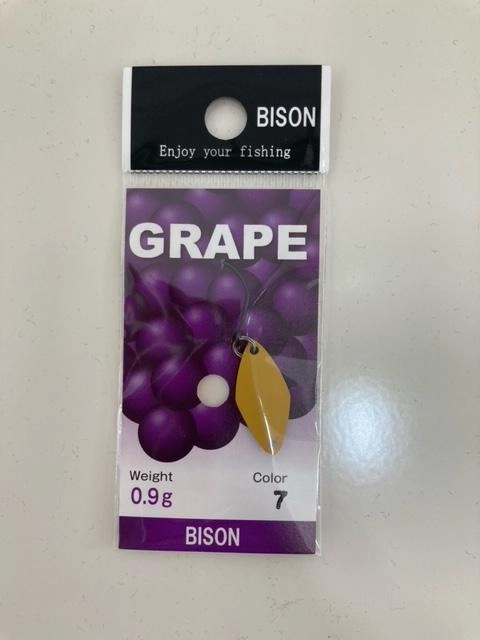 BISON
Enjoy your fishing
GRAPE
Weight
Color
0.9g
7
BISON